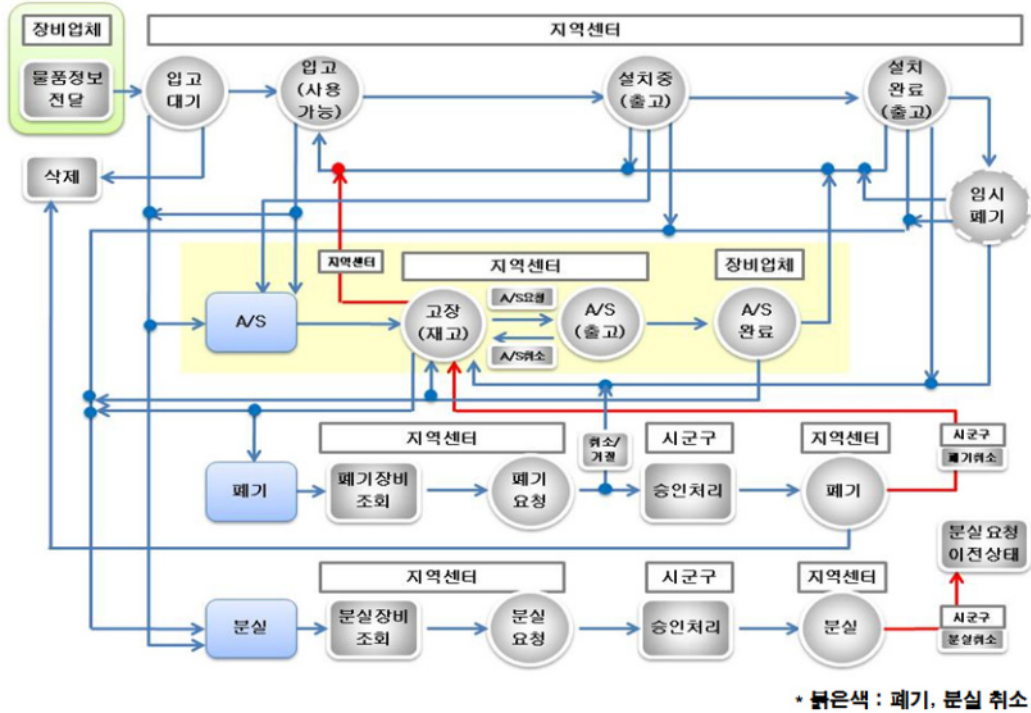 장비업체
지역센터
물품정보
전달
입고
대기
입고
(사용
가능)
설치중
(출고)
설치
완료
(출고)
삭제
임시
폐기
지역센터
지역센터
장비업체
A/S
고장
(재고)
A/S요청
A/S취소
A/S
(출고)
A/S
완료
지역센터
취소/
거절
시군구
지역센터
시군구
폐기취소
폐기
폐기장비
조회
폐기
요청
승인처리
폐기
분실요청
이전상태
지역센터
시군구
지역센터
분실
분실장비
조회
분실
요청
승인처리
분실
시군구
분실취소
* 붉은색 : 폐기, 분실 취소